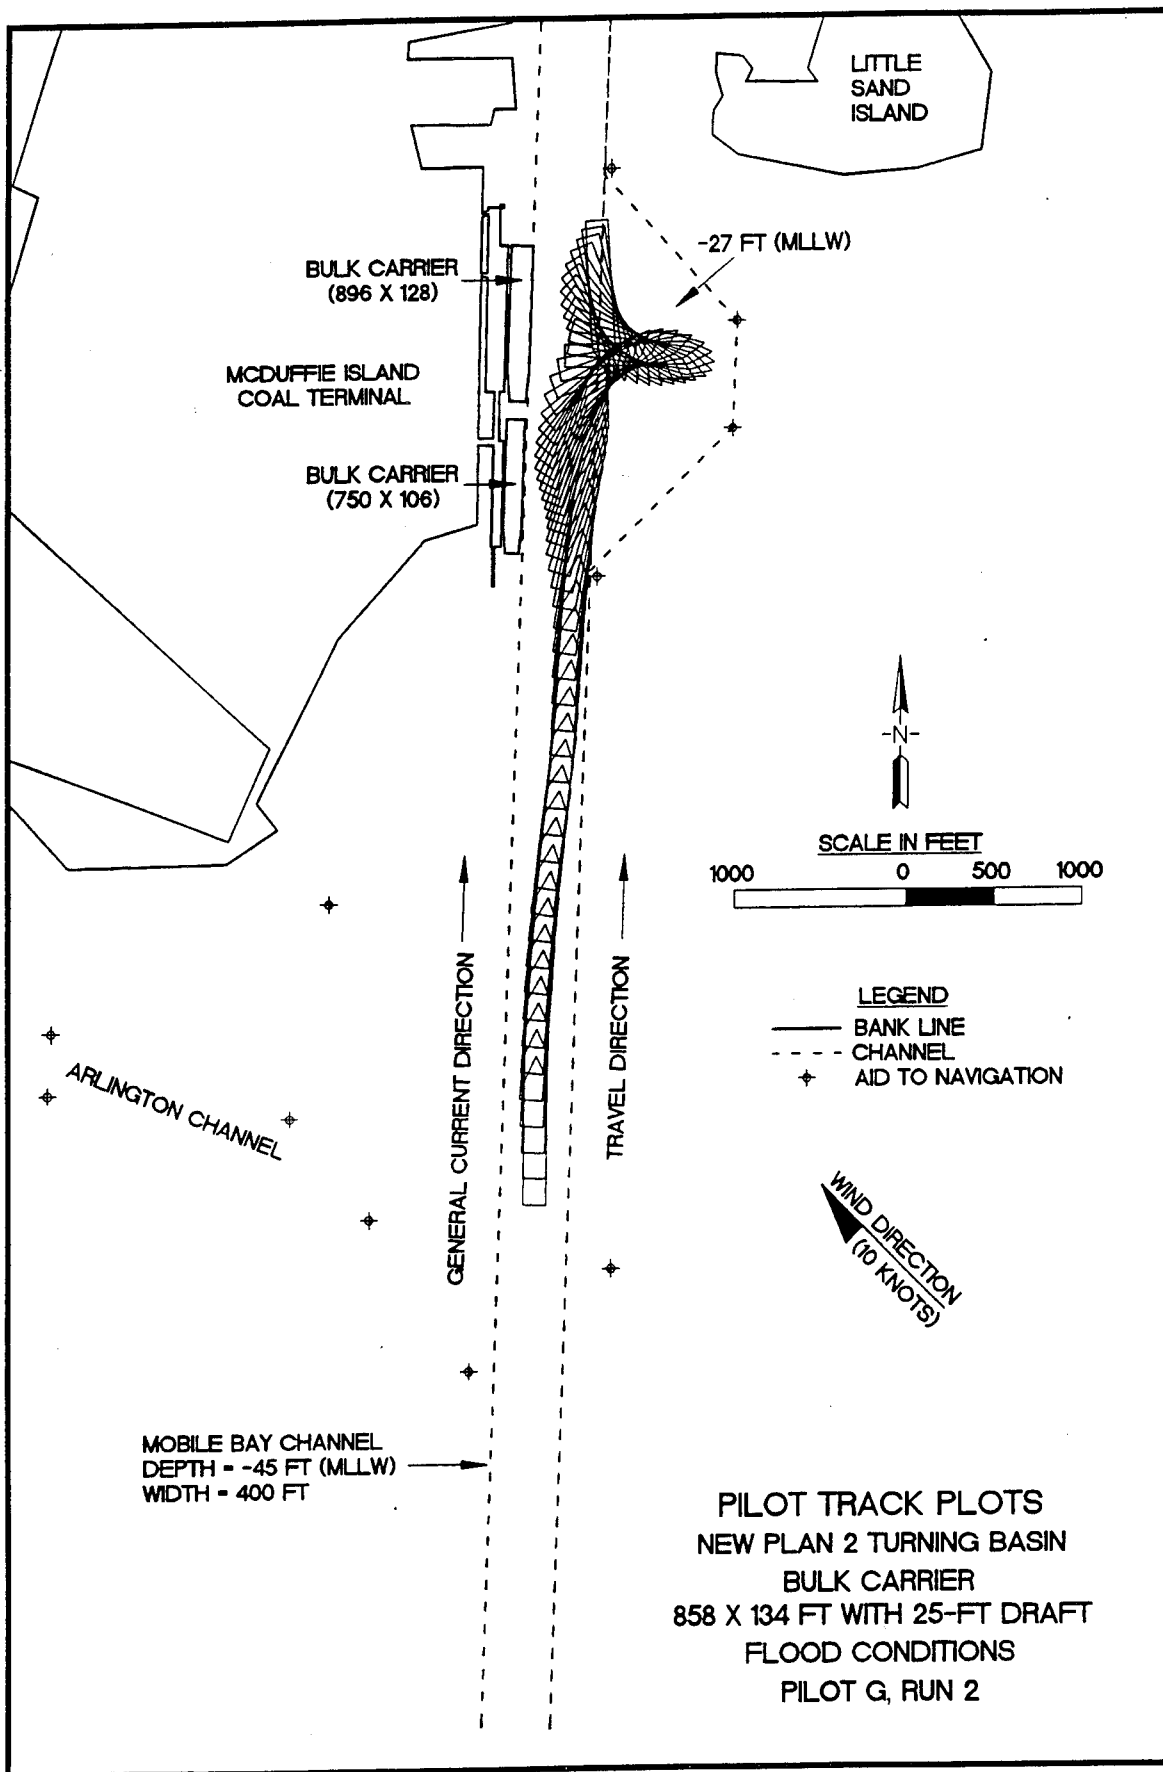 LITTLE
SAND
ISLAND
-27 FT (MLLW)
BULK CARRIER
(896 X 128)
MCDUFFIE ISLAND
COAL TERMINAL
BULK CARRIER
(750 X 106)
-N-
SCALE IN FEET
1000 0 500 1000
GENERAL CURRENT DIRECTION
TRAVEL DIRECTION
LEGEND
BANK LINE
CHANNEL
AID TO NAVIGATION
ARLINGTON CHANNEL
WIND DIRECTION
(10 KNOTS)
MOBILE BAY CHANNEL
DEPTH = -45 FT (MLLW)
WIDTH = 400 FT
PILOT TRACK PLOTS
NEW PLAN 2 TURNING BASIN
BULK CARRIER
858 X 134 FT WITH 25-FT DRAFT
FLOOD CONDITIONS
PILOT G, RUN 2